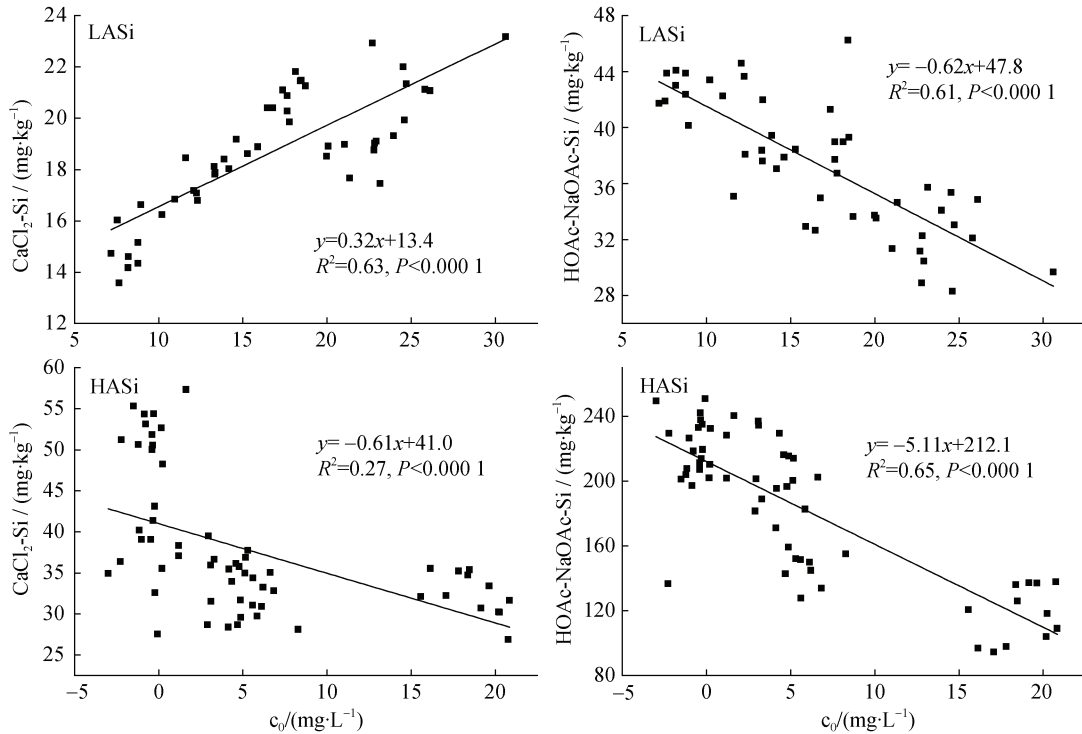 LASi
y=0.32x+13.4
R²=0.63, P<0.000 1
CaCl₂-Si / (mg·kg⁻¹)
24
22
20
18
16
14
12
5
10
15
20
25
30
LASi
y= −0.62x+47.8
R²=0.61, P<0.000 1
HOAc-NaOAc-Si / (mg·kg⁻¹)
48
44
40
36
32
28
5
10
15
20
25
30
HASi
y= −0.61x+41.0
R²=0.27, P<0.000 1
CaCl₂-Si / (mg·kg⁻¹)
60
55
50
45
40
35
30
25
−5
0
5
10
15
20
c₀/(mg·L⁻¹)
HASi
y= −5.11x+212.1
R²=0.65, P<0.000 1
HOAc-NaOAc-Si / (mg·kg⁻¹)
240
200
160
120
80
−5
0
5
10
15
20
c₀/(mg·L⁻¹)